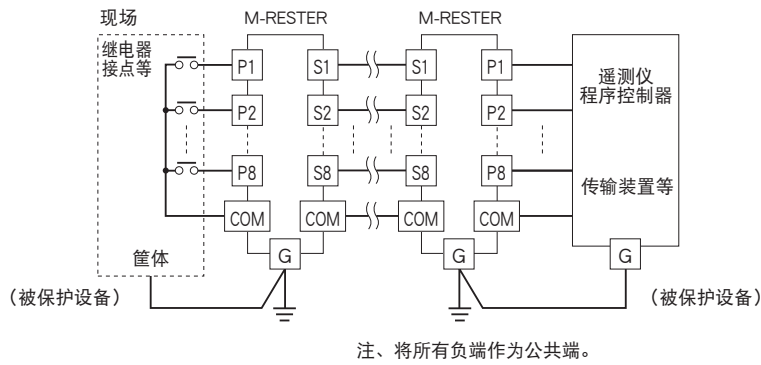 现场
M-RESTER
M-RESTER
继电器
接点等
P1
S1
S1
P1
遥测仪
程序控制器
P2
S2
S2
P2
P8
S8
S8
P8
传输装置等
COM
COM
COM
COM
筐体
G
G
G
（被保护设备）
（被保护设备）
注、将所有负端作为公共端。